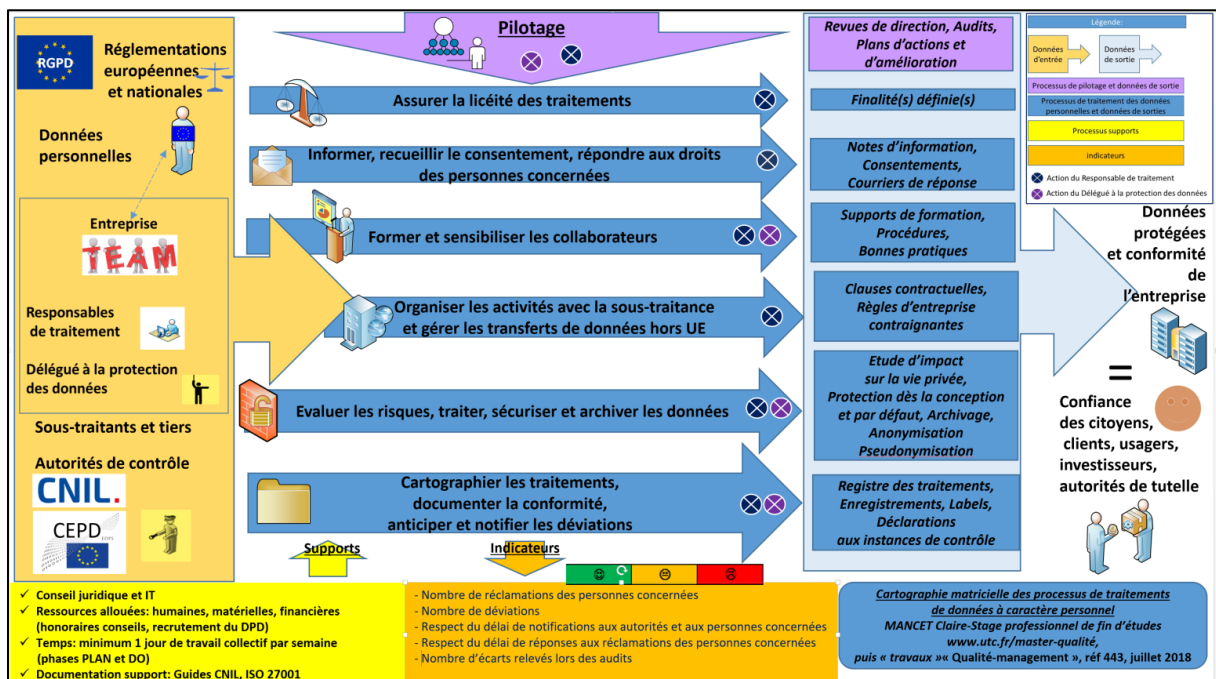 RGPD
Réglementations
européennes
et nationales
Données
personnelles
Entreprise
TEAM
Responsables
de traitement
Délégué à la protection
des données
Sous-traitants et tiers
Autorités de contrôle
CNIL.
CEPD
Pilotage
Assurer la licéité des traitements
Informer, recueillir le consentement, répondre aux droits
des personnes concernées
Former et sensibiliser les collaborateurs
Organiser les activités avec la sous-traitance
et gérer les transferts de données hors UE
Evaluer les risques, traiter, sécuriser et archiver les données
Cartographier les traitements,
documenter la conformité,
anticiper et notifier les déviations
Supports
Indicateurs
Revues de direction, Audits,
Plans d'actions et
d'amélioration
Finalité(s) définie(s)
Notes d'information,
Consentements,
Courriers de réponse
Supports de formation,
Procédures,
Bonnes pratiques
Clauses contractuelles,
Règles d'entreprise
contraignantes
Etude d'impact
sur la vie privée,
Protection dès la conception
et par défaut, Archivage,
Anonymisation
Pseudonymisation
Registre des traitements,
Enregistrements, Labels,
Déclarations
aux instances de contrôle
Légende:
Données
d'entrée
Données
de sortie
Processus de pilotage et données de sortie
Processus de traitement des données
personnelles et données de sorties
Processus supports
indicateurs
Action du Responsable de traitement
Action du Délégué à la protection des données
Données
protégées
et conformité
de
l'entreprise
=
Confiance
des citoyens,
clients, usagers,
investisseurs,
autorités de tutelle
✓ Conseil juridique et IT
✓ Ressources allouées: humaines, matérielles, financières
(honoraires conseils, recrutement du DPD)
✓ Temps: minimum 1 jour de travail collectif par semaine
(phases PLAN et DO)
✓ Documentation support: Guides CNIL, ISO 27001
- Nombre de réclamations des personnes concernées
- Nombre de déviations
- Respect du délai de notifications aux autorités et aux personnes concernées
- Respect du délai de réponses aux réclamations des personnes concernées
- Nombre d'écarts relevés lors des audits
Cartographie matricielle des processus de traitements
de données à caractère personnel
MANCET Claire-Stage professionnel de fin d'études
www.utc.fr/master-qualité,
puis « travaux »« Qualité-management », réf 443, juillet 2018